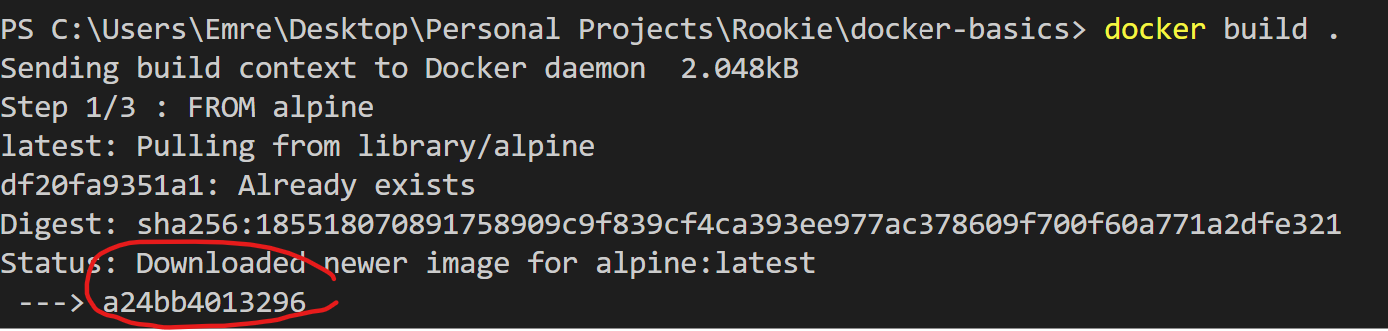 PS C:\Users\Emre\Desktop\Personal Projects\Rookie\docker-basics> docker build .
Sending build context to Docker daemon  2.048kB
Step 1/3 : FROM alpine
latest: Pulling from library/alpine
df20fa9351a1: Already exists
Digest: sha256:185518070891758909c9f839cf4ca393ee977ac378609f700f60a771a2dfe321
Status: Downloaded newer image for alpine:latest
 ---> a24bb4013296